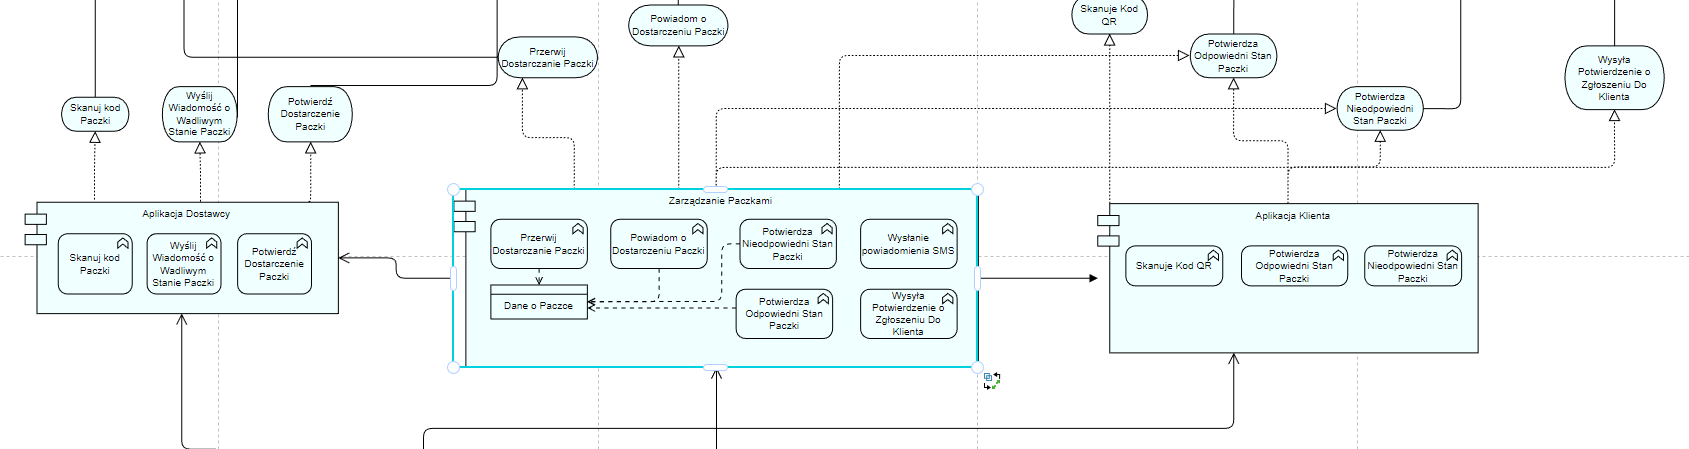 Skanuj kod
Paczki
Wyślij
Wiadomość o
Wadliwym
Stanie Paczki
Potwierdź
Dostarczenie
Paczki
Przerwij
Dostarczanie Paczki
Powiadom o
Dostarczeniu Paczki
Skanuje Kod
QR
Potwierdza
Odpowiedni Stan
Paczki
Potwierdza
Nieodpowiedni
Stan Paczki
Wysyła
Potwierdzenie o
Zgłoszeniu Do
Klienta
Aplikacja Dostawcy
Skanuj kod
Paczki
Wyślij
Wiadomość o
Wadliwym
Stanie Paczki
Potwierdź
Dostarczenie
Paczki
Zarządzanie Paczkami
Przerwij
Dostarczanie Paczki
Powiadom o
Dostarczeniu Paczki
Potwierdza
Nieodpowiedni Stan
Paczki
Wysłanie
powiadomienia SMS
Dane o Paczce
Potwierdza
Odpowiedni Stan
Paczki
Wysyła
Potwierdzenie o
Zgłoszeniu Do
Klienta
Aplikacja Klienta
Skanuje Kod QR
Potwierdza
Odpowiedni Stan
Paczki
Potwierdza
Nieodpowiedni Stan
Paczki